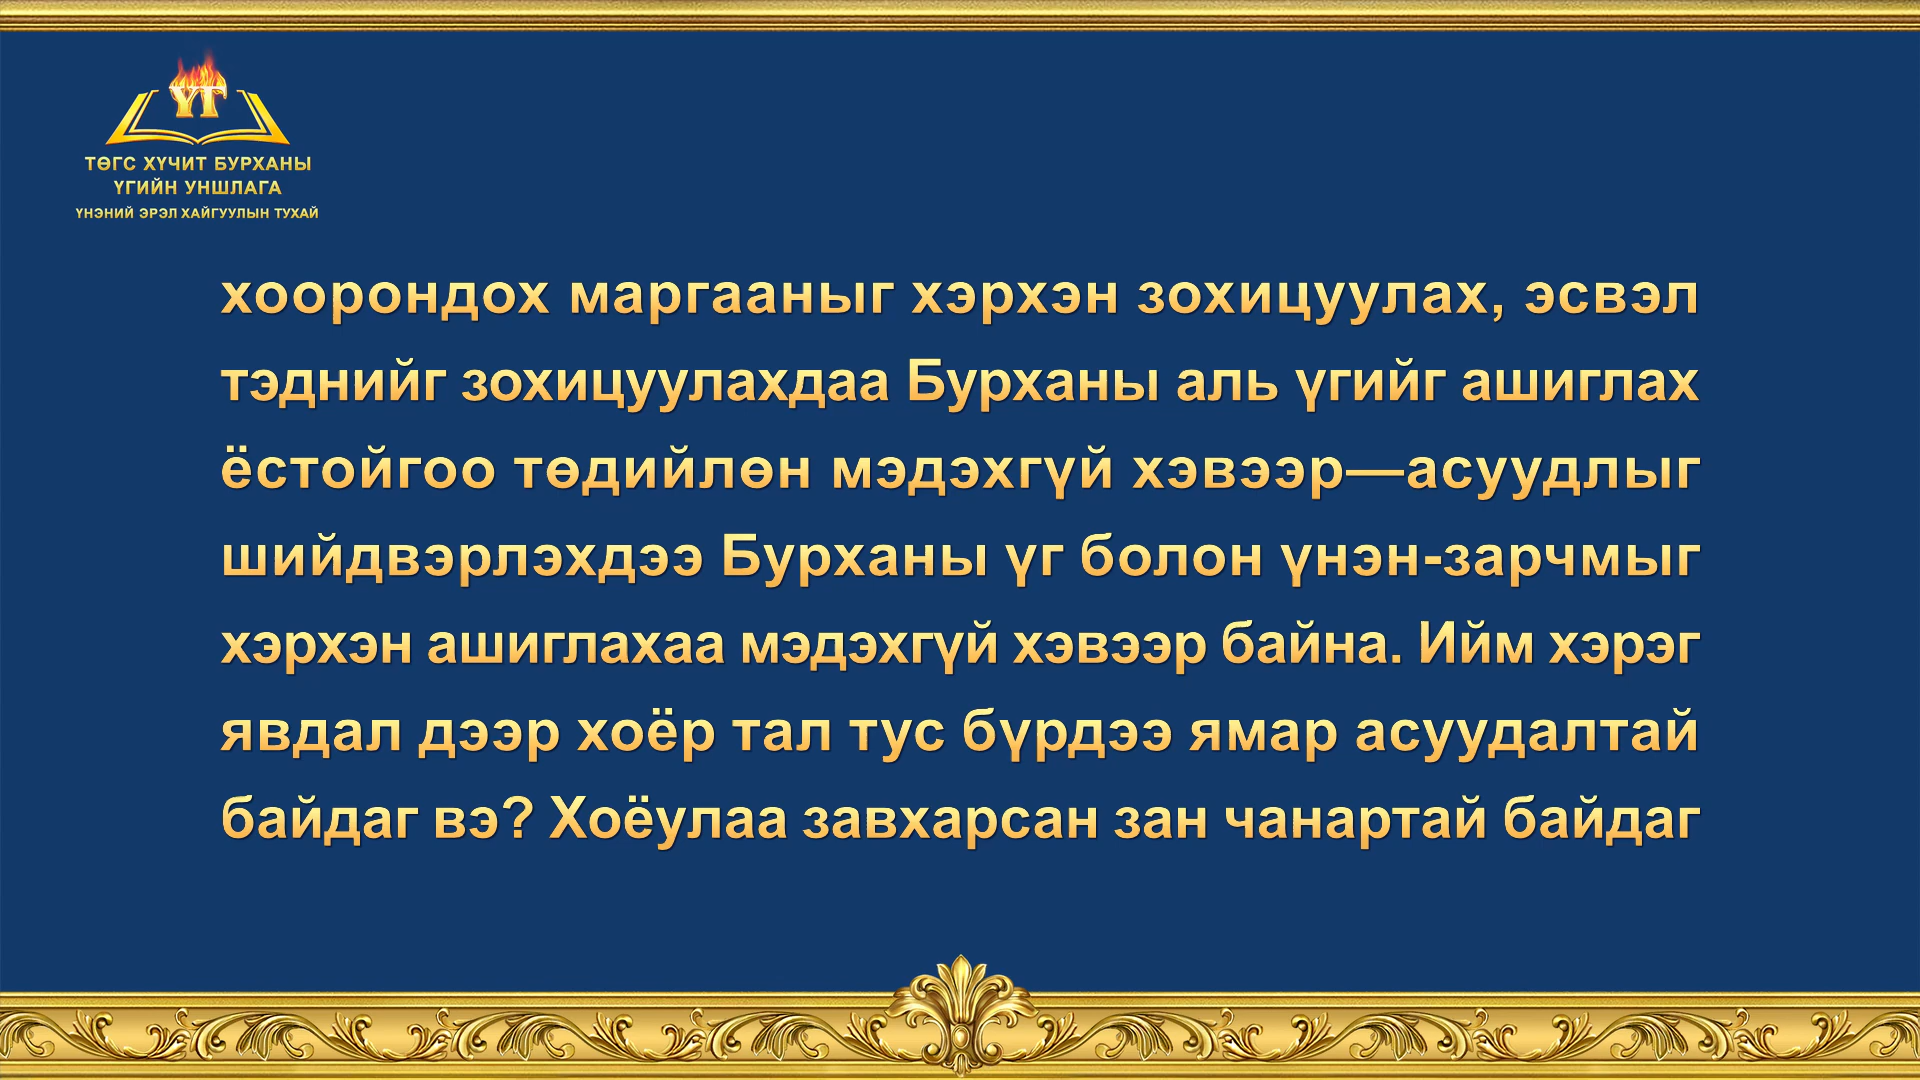 ҮГ
ТӨГС ХҮЧИТ БУРХАНЫ
ҮГИЙН УНШЛАГА
ҮНЭНИЙ ЭРЭЛ ХАЙГУУЛЫН ТУХАЙ
хоорондох маргааныг хэрхэн зохицуулах, эсвэл
тэднийг зохицуулахдаа Бурханы аль үгийг ашиглах
ёстойгоо төдийлөн мэдэхгүй хэвээр—асуудлыг
шийдвэрлэхдээ Бурханы үг болон үнэн-зарчмыг
хэрхэн ашиглахаа мэдэхгүй хэвээр байна. Ийм хэрэг
явдал дээр хоёр тал тус бүрдээ ямар асуудалтай
байдаг вэ? Хоёулаа завхарсан зан чанартай байдаг